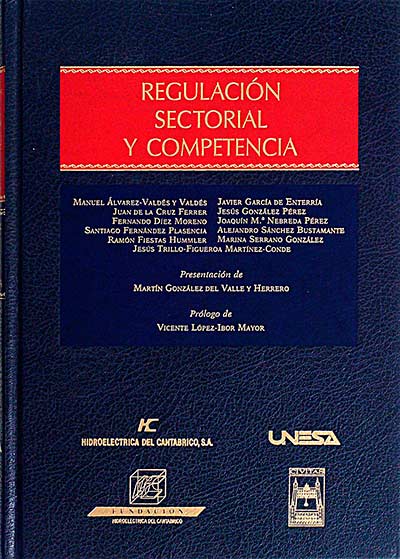 REGULACIÓN
SECTORIAL
Y COMPETENCIA
MANUEL ÁLVAREZ-VALDÉS Y VALDÉS
JUAN DE LA CRUZ FERRER
FERNANDO DIEZ MORENO
SANTIAGO FERNÁNDEZ PLASENCIA
RAMÓN FIESTAS HUMMLER
JAVIER GARCÍA DE ENTERRÍA
JESÚS GONZÁLEZ PÉREZ
JOAQUÍN Mª NEBREDA PÉREZ
ALEJANDRO SÁNCHEZ BUSTAMANTE
MARINA SERRANO GONZÁLEZ
JESÚS TRILLO-FIGUEROA MARTÍNEZ-CONDE
Presentación de
MARTÍN GONZÁLEZ DEL VALLE Y HERRERO
Prólogo de
VICENTE LÓPEZ-IBOR MAYOR
HC
HIDROELECTRICA DEL CANTABRICO, S.A.
UNESA
FUNDACIÓN
HIDROELECTRICA DEL CANTABRICO
CIVITAS